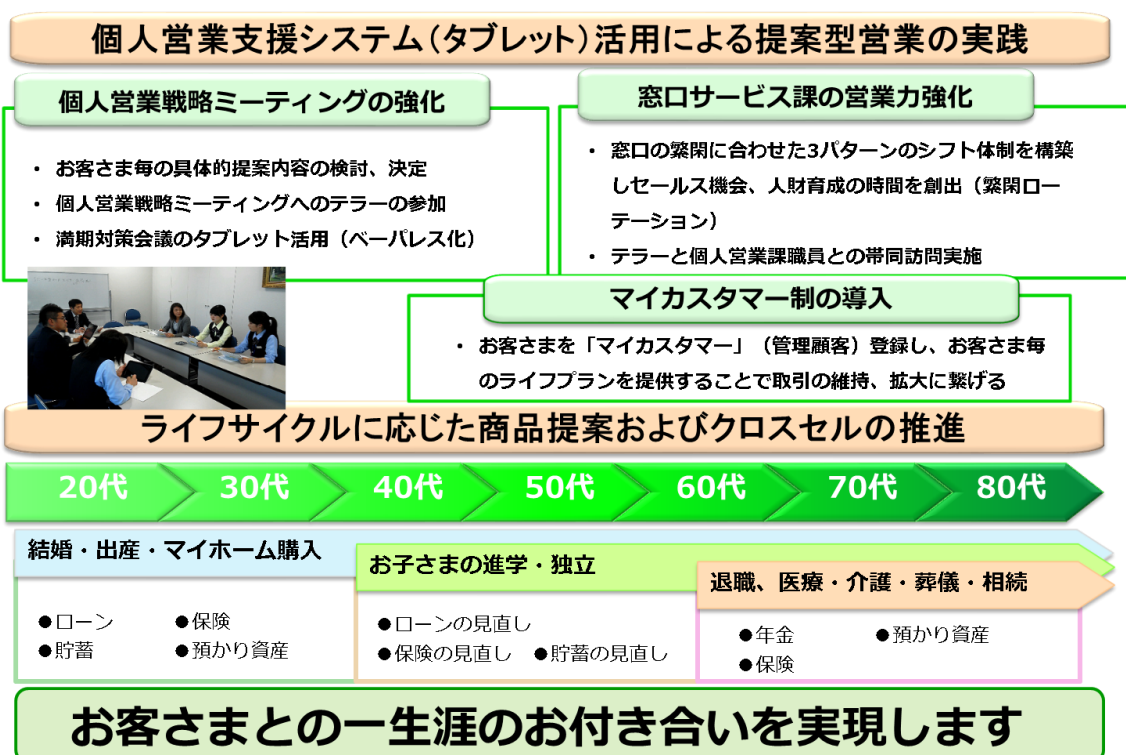 個人営業支援システム（タブレット）活用による提案型営業の実践
個人営業戦略ミーティングの強化
・ お客さま毎の具体的提案内容の検討、決定
・ 個人営業戦略ミーティングへのテラーの参加
・ 満期対策会議のタブレット活用（ペーパレス化）
窓口サービス課の営業力強化
・ 窓口の繁閑に合わせた3パターンのシフト体制を構築
しセールス機会、人財育成の時間を創出（繁閑ロー
テーション）
・ テラーと個人営業課職員との帯同訪問実施
マイカスタマー制の導入
・ お客さまを「マイカスタマー」（管理顧客）登録し、お客さま毎
のライフプランを提供することで取引の維持、拡大に繋げる
ライフサイクルに応じた商品提案およびクロスセルの推進
20代 30代 40代 50代 60代 70代 80代
結婚・出産・マイホーム購入
●ローン ●保険
●貯蓄 ●預かり資産
お子さまの進学・独立
●ローンの見直し
●保険の見直し ●貯蓄の見直し
退職、医療・介護・葬儀・相続
●年金 ●預かり資産
●保険
お客さまとの一生涯のお付き合いを実現します